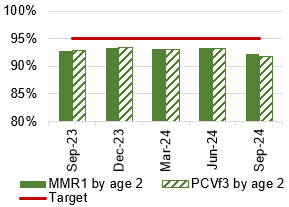 100%
95%
90%
85%
80%
Sep-23
Dec-23
Mar-24
Jun-24
Sep-24
MMR1 by age 2 PCVf3 by age 2
Target